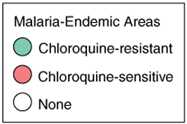 Malaria-Endemic Areas
Chloroquine-resistant
Chloroquine-sensitive
None